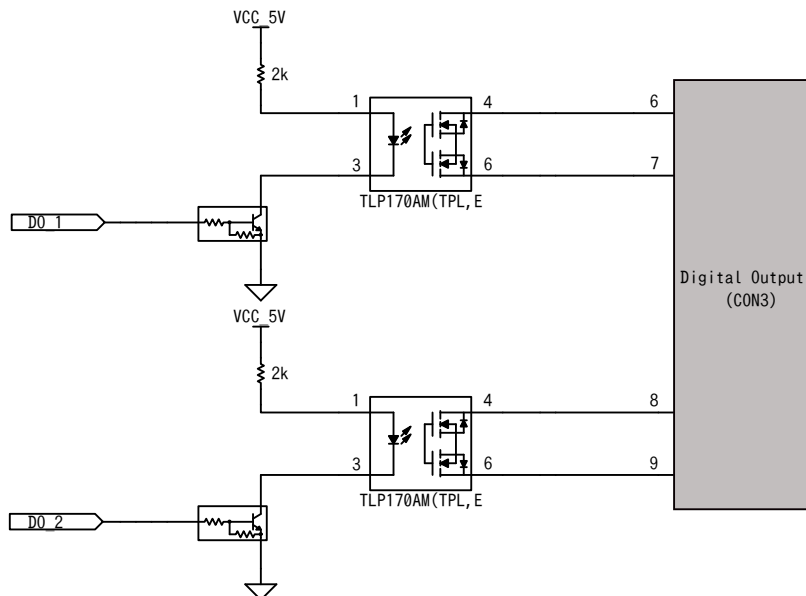 VCC_5V
2k
1
4
6
3
6
7
TLP170AM(TPL,E
DO_1
Digital Output
(CON3)
VCC_5V
2k
1
4
8
3
6
9
TLP170AM(TPL,E
DO_2